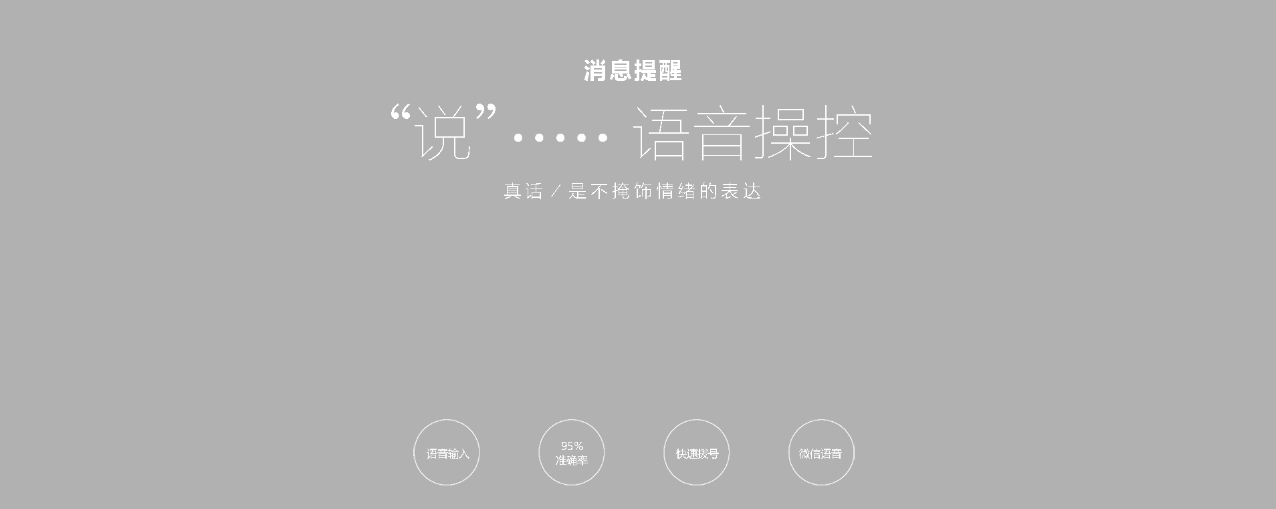 消息提醒
“说”····· 语音操控
真话 / 是不掩饰情绪的表达
语音输入
95%
准确率
快速拨号
微信语音